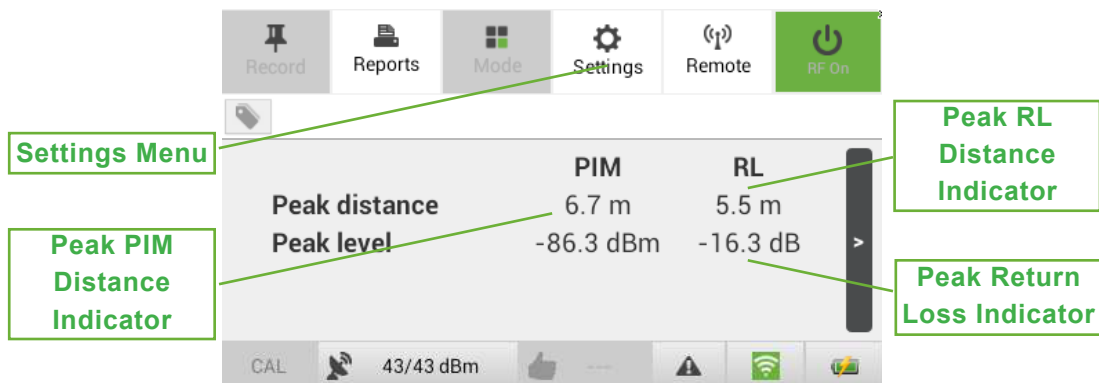 Record Reports Mode Settings Remote RF On
Settings Menu
Peak RL
Distance
Indicator
PIM RL
Peak distance 6.7 m 5.5 m
Peak level -86.3 dBm -16.3 dB >
Peak PIM
Distance
Indicator
Peak Return
Loss Indicator
CAL 43/43 dBm ---